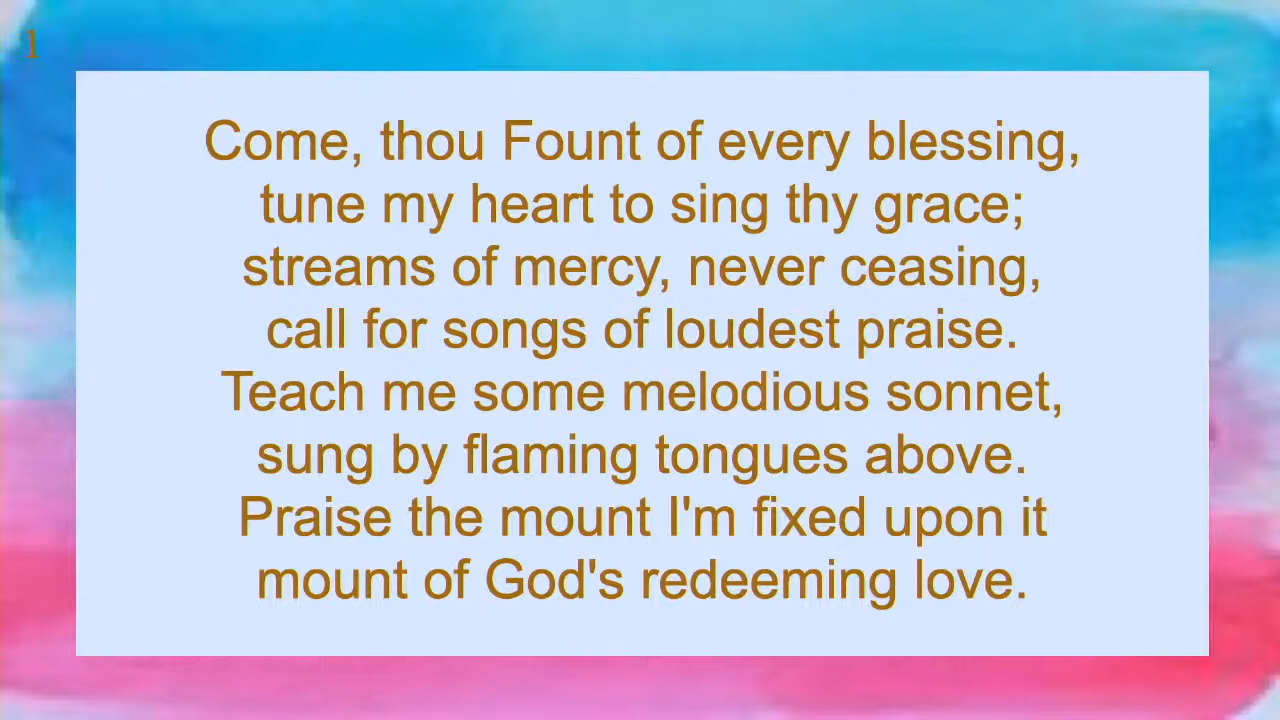 1
Come, thou Fount of every blessing,
tune my heart to sing thy grace;
streams of mercy, never ceasing,
call for songs of loudest praise.
Teach me some melodious sonnet,
sung by flaming tongues above.
Praise the mount I'm fixed upon it
mount of God's redeeming love.